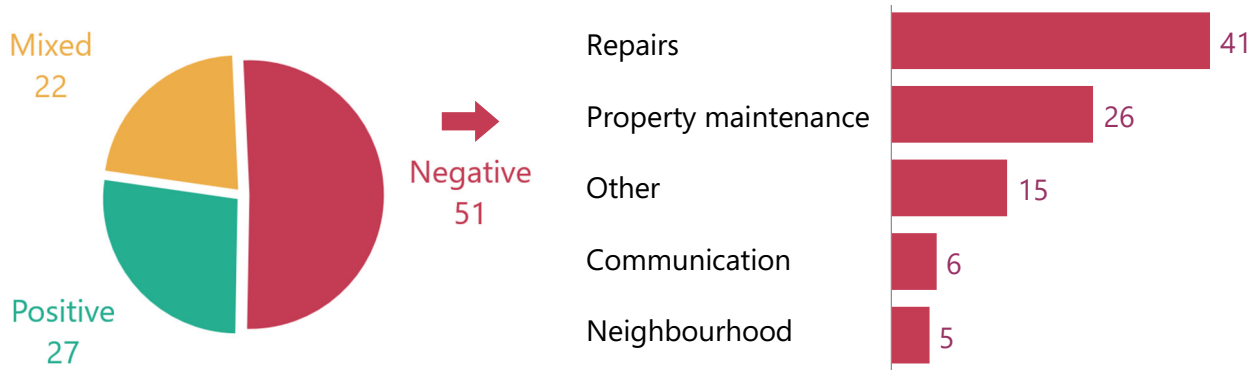 Mixed
22
Negative
51
Positive
27
Repairs
41
Property maintenance
26
Other
15
Communication
6
Neighbourhood
5